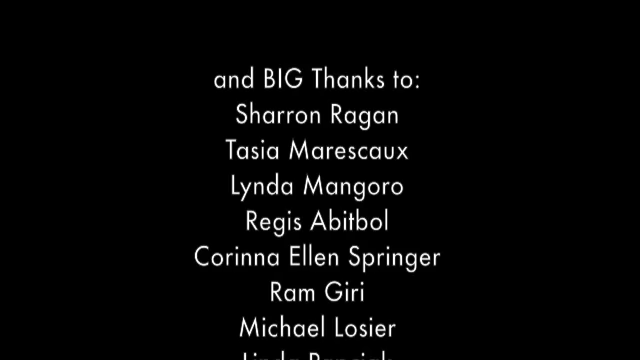 and BIG Thanks to:
Sharron Ragan
Tasia Marescaux
Lynda Mangoro
Regis Abitbol
Corinna Ellen Springer
Ram Giri
Michael Losier
Linda